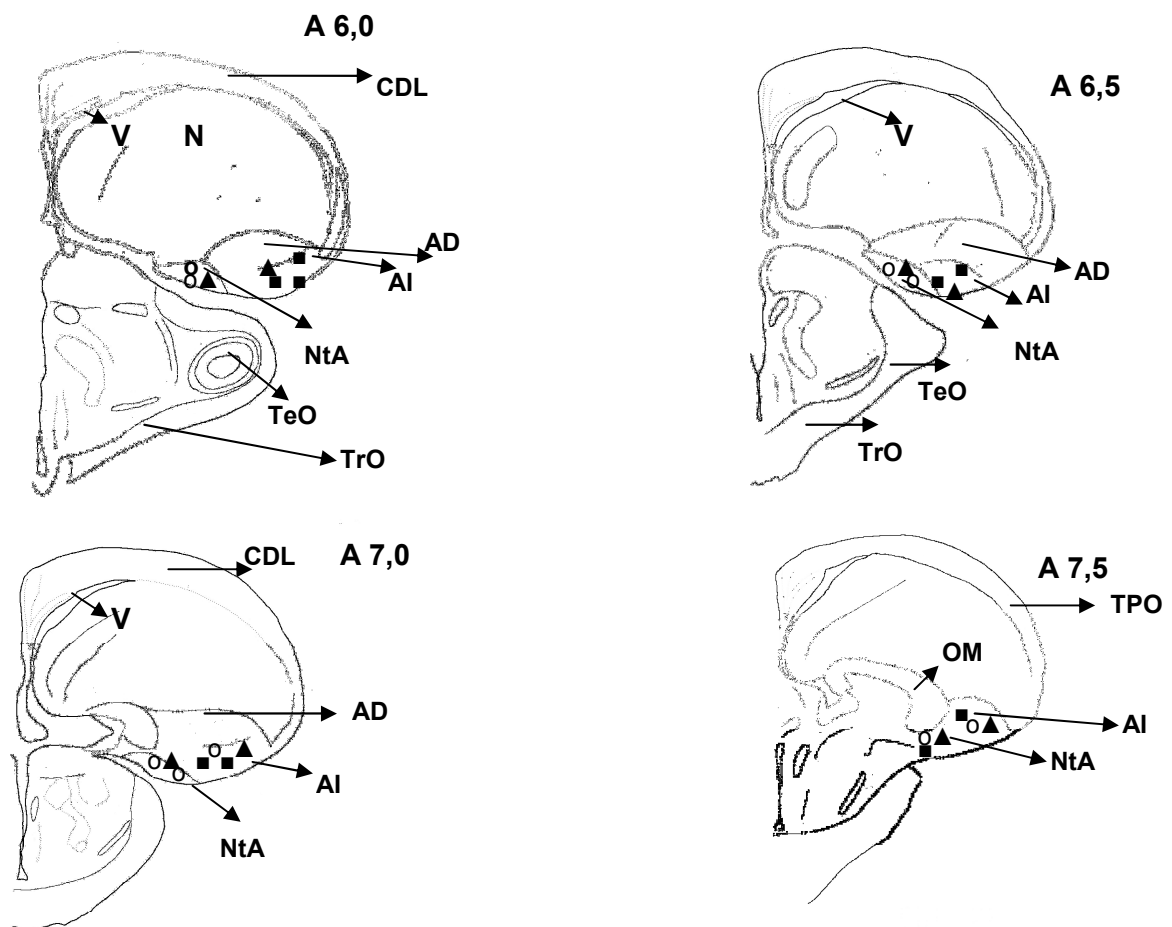 A 6,0
CDL
V
N
AD
AI
NtA
TeO
TrO
A 6,5
V
AD
AI
NtA
TeO
TrO
A 7,0
CDL
V
AD
AI
NtA
A 7,5
TPO
OM
AI
NtA